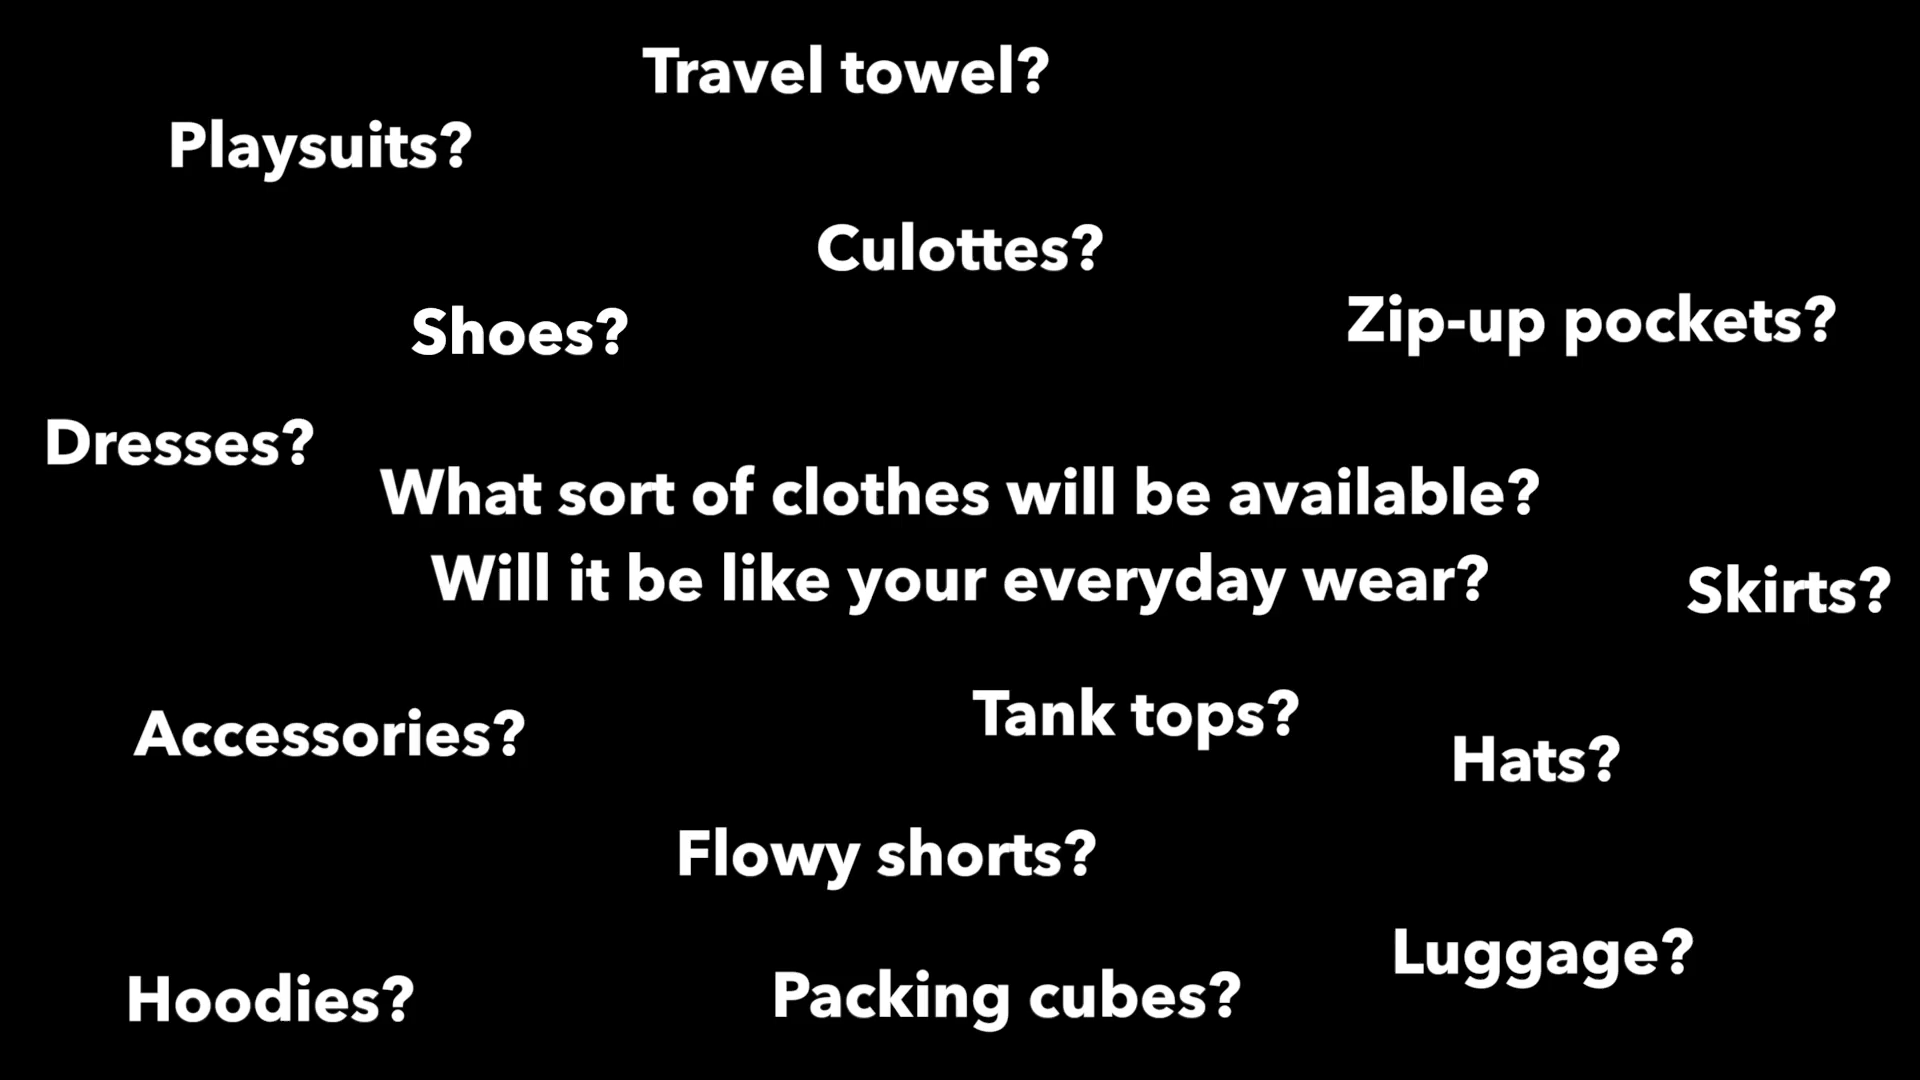 Travel towel?
Playsuits?
Culottes?
Shoes?
Zip-up pockets?
Dresses?
What sort of clothes will be available?
Will it be like your everyday wear?
Skirts?
Accessories?
Tank tops?
Hats?
Flowy shorts?
Luggage?
Hoodies?
Packing cubes?